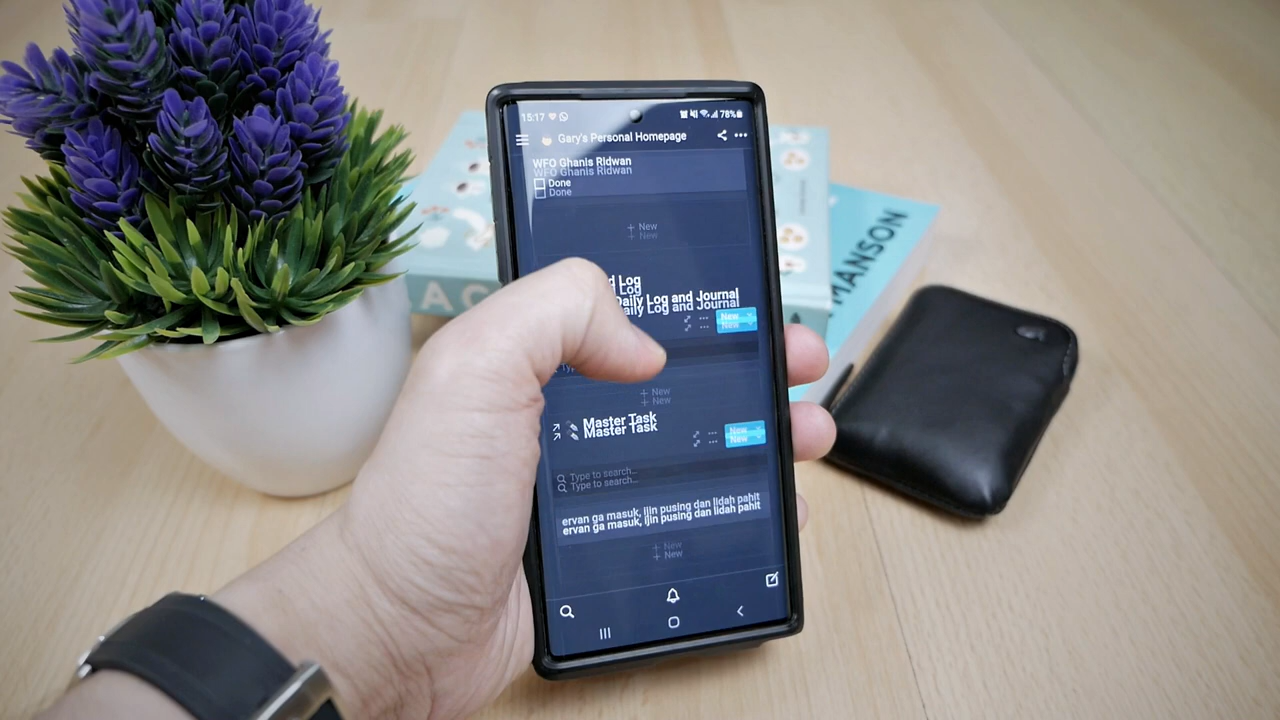 15:17
78%
Gary's Personal Homepage
WFO Ghanis Ridwan
WFO Ghanis Ridwan
Done
Done
+ New
+ New
Log
Log
Daily Log and Journal
Daily Log and Journal
New
New
+ New
+ New
Master Task
Master Task
New
New
Type to search...
Type to search...
ervan ga masuk, ijin pusing dan lidah pahit
ervan ga masuk, ijin pusing dan lidah pahit
+ New
+ New
MANSON